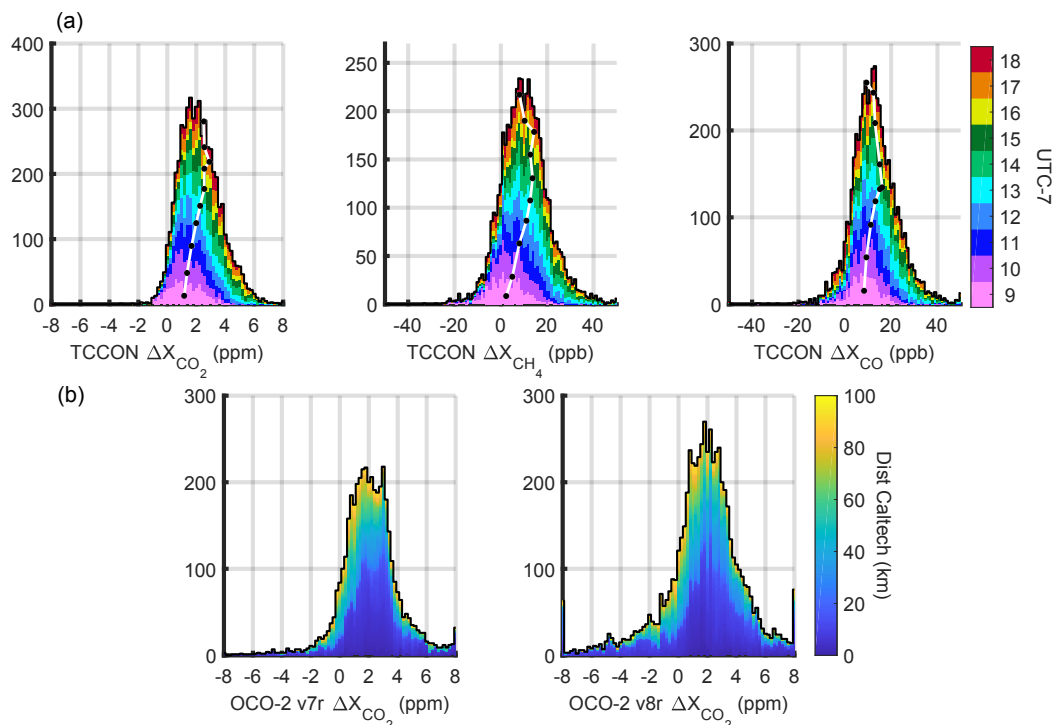 (a)
400
300
200
100
0
-8 -6 -4 -2 0 2 4 6 8
TCCON ΔX_CO₂ (ppm)
250
200
150
100
50
0
-40 -20 0 20 40
TCCON ΔX_CH₄ (ppb)
300
200
100
0
-40 -20 0 20 40
TCCON ΔX_CO (ppb)
18
17
16
15
14
13
12
11
10
9
UTC-7
(b)
300
200
100
0
-8 -6 -4 -2 0 2 4 6 8
OCO-2 v7r ΔX_CO₂ (ppm)
300
200
100
0
-8 -6 -4 -2 0 2 4 6 8
OCO-2 v8r ΔX_CO₂ (ppm)
100
80
60
40
20
0
Dist Caltech (km)